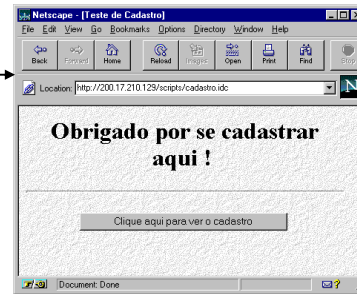 Netscape - [Teste de Cadastro]
File Edit View Go Bookmarks Options Directory Window Help
Back Forward Home Reload Images Open Print Find Stop
Location: http://200.17.210.129/scripts/cadastro.idc
N
Obrigado por se cadastrar
aqui !
Clique aqui para ver o cadastro
Document: Done